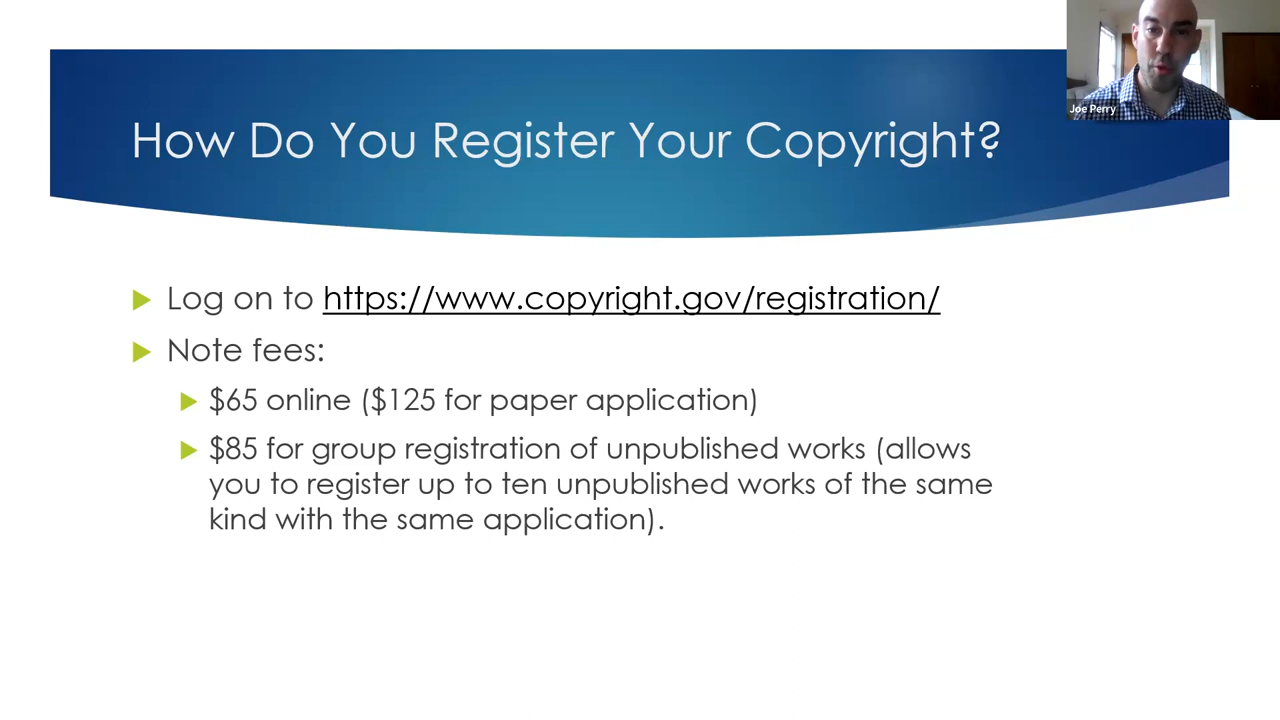 How Do You Register Your Copyright?
Joe Perry
Log on to https://www.copyright.gov/registration/
Note fees:
$65 online ($125 for paper application)
$85 for group registration of unpublished works (allows
you to register up to ten unpublished works of the same
kind with the same application).